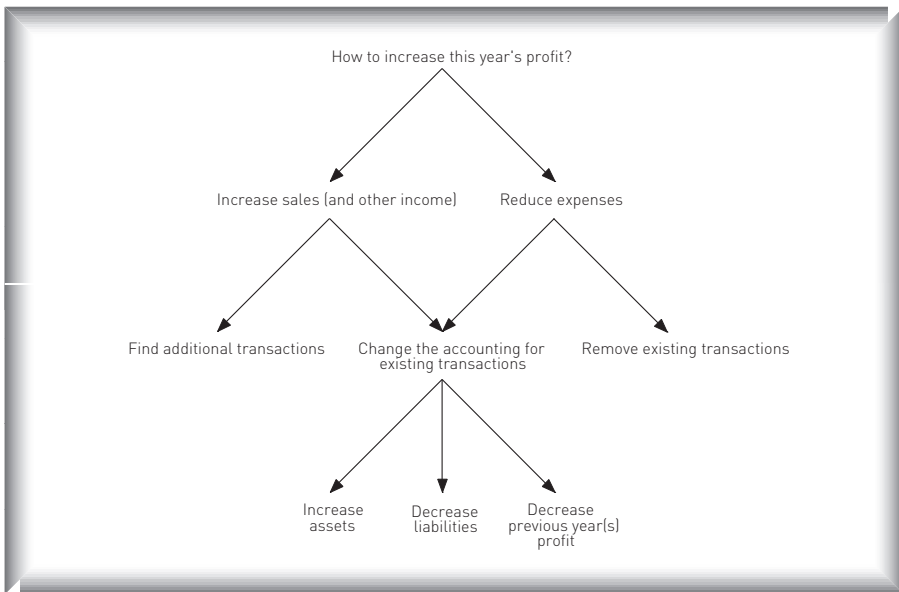 How to increase this year's profit?
Increase sales (and other income)
Reduce expenses
Find additional transactions
Change the accounting for
existing transactions
Remove existing transactions
Increase
assets
Decrease
liabilities
Decrease
previous year(s)
profit